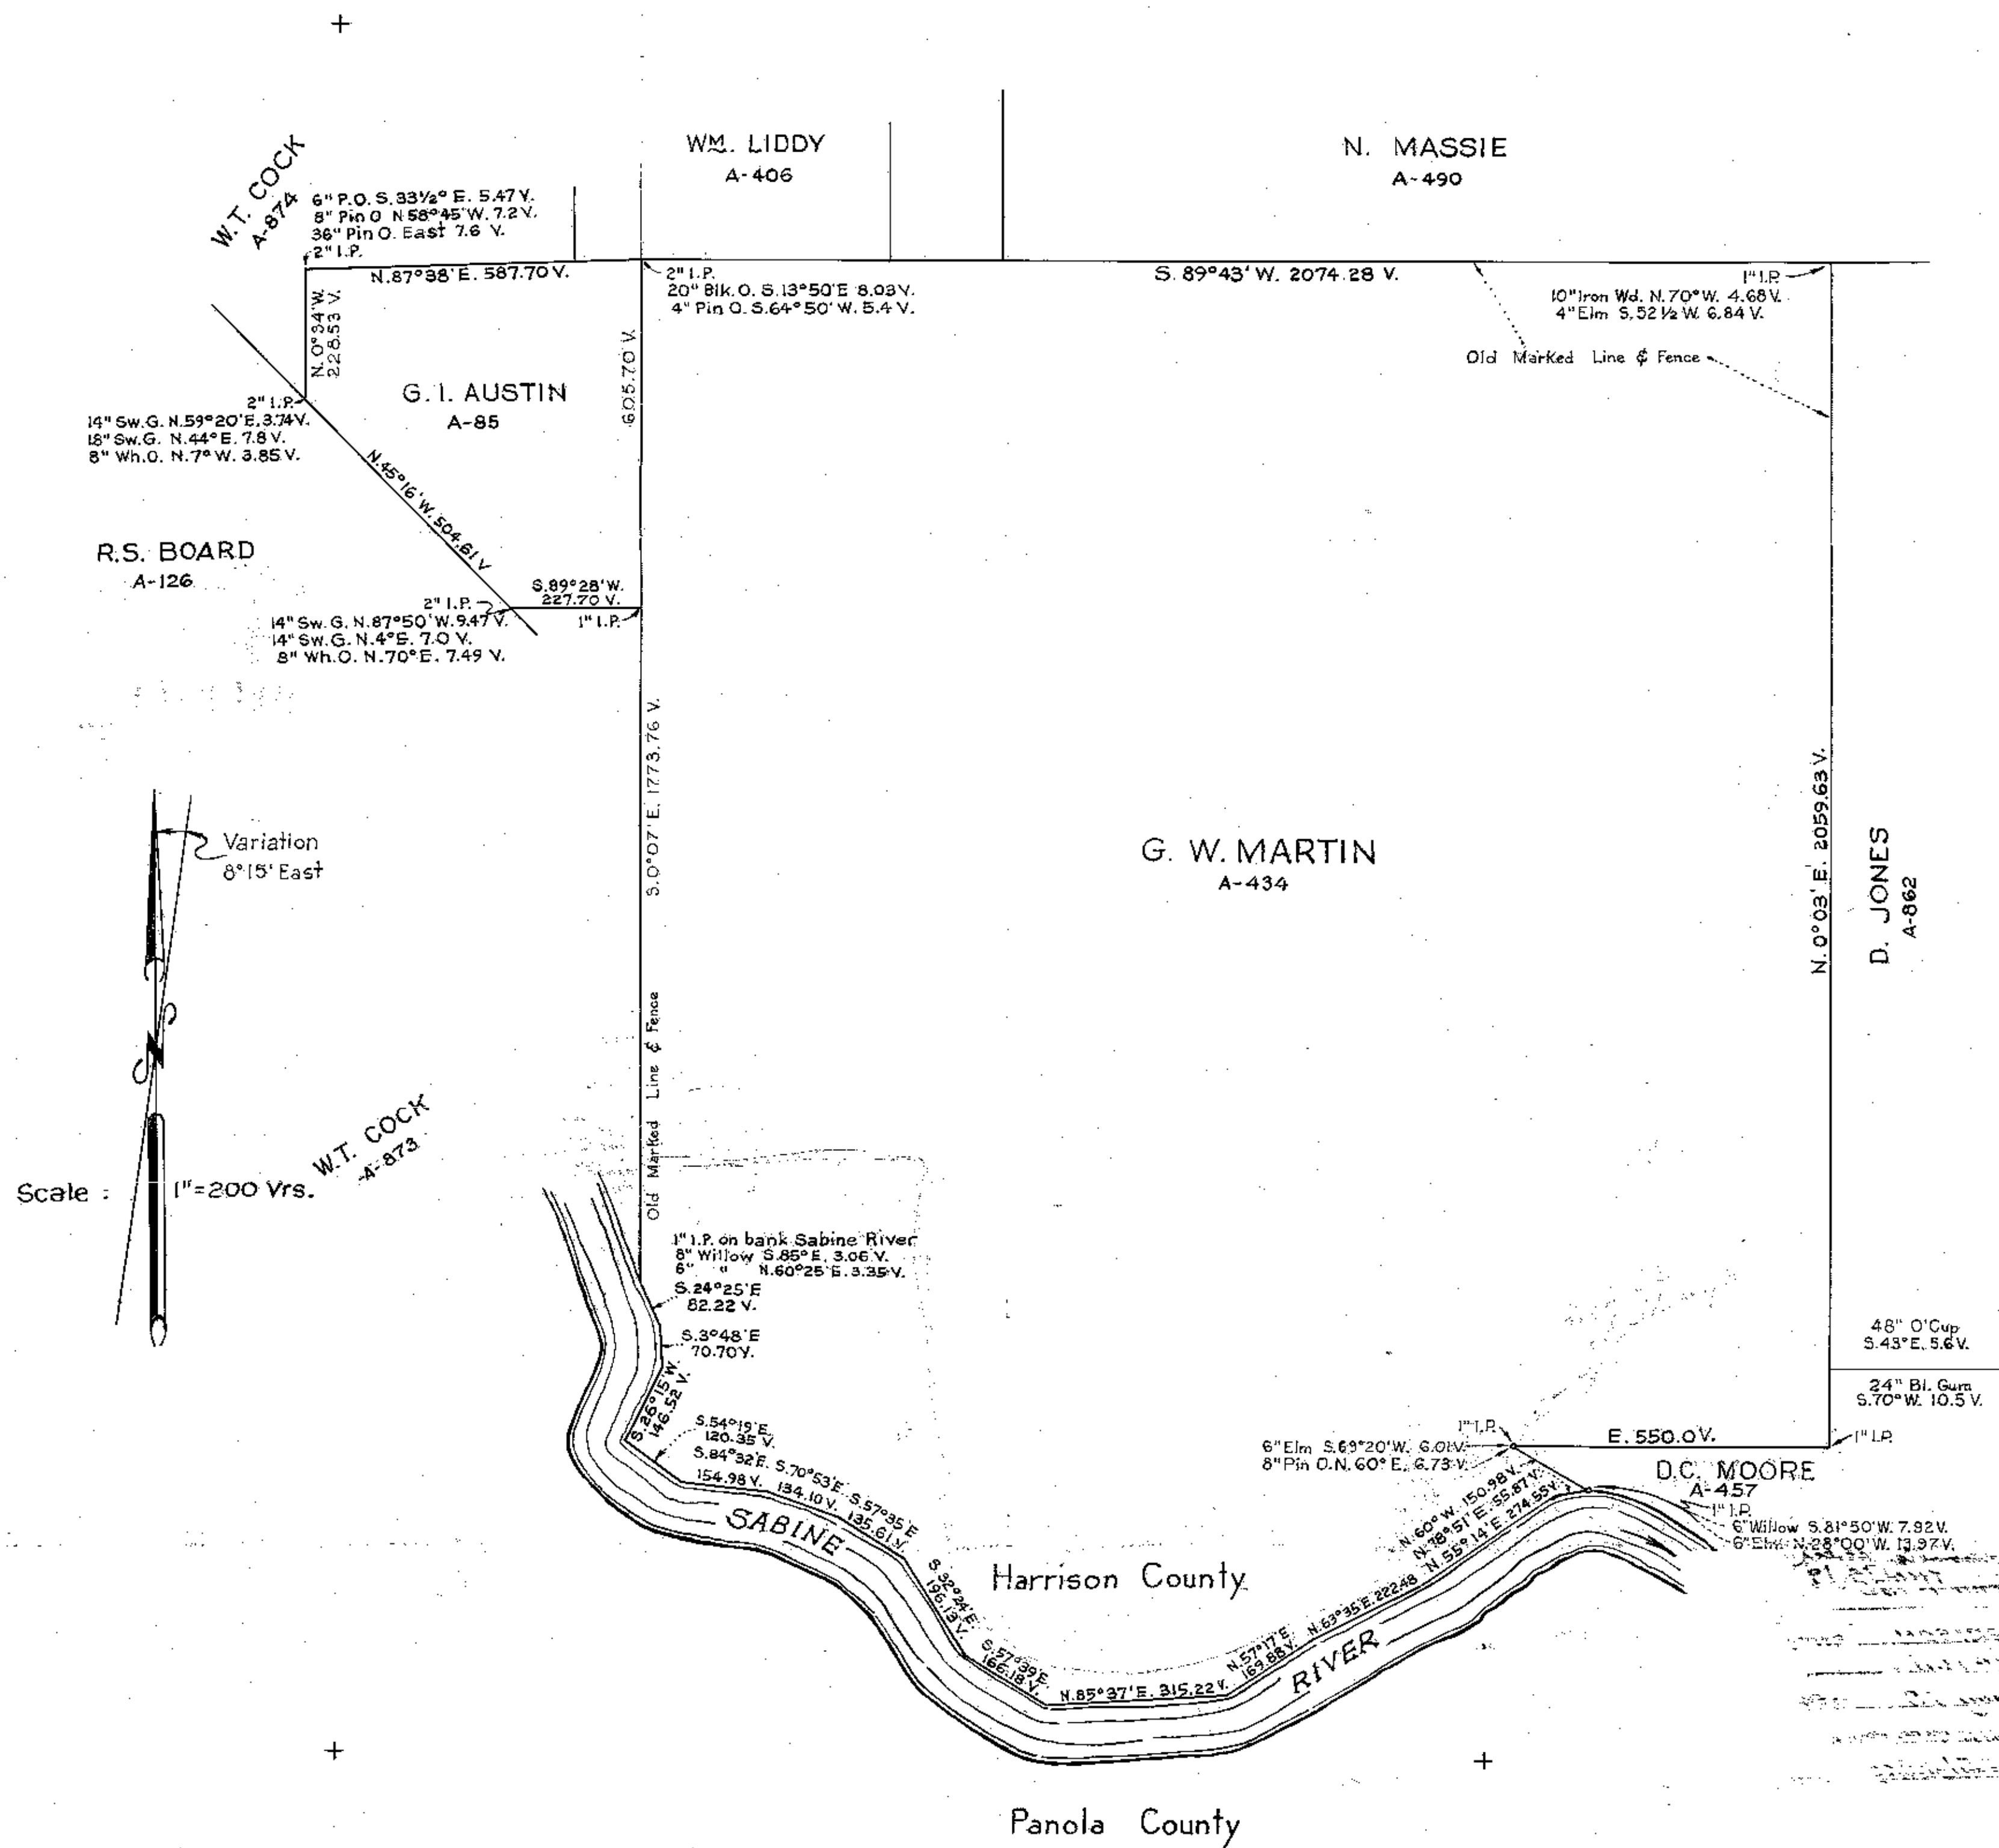 WM. LIDDY
A-406
N. MASSIE
A-490
W.T. COCK
A-874
6" P.O. S.33½° E. 5.47 V.
8" Pin O N 58°45' W. 7.2 V.
36" Pin O. East 7.6 V.
2" I.P.
N.87°38' E. 587.70 V.
2" I.P.
20" Blk. O. S.13°50'E 8.03 V.
4" Pin O. S.64°50' W. 5.4 V.
S. 89°43' W. 2074.28 V.
1" I.P.
10" Iron Wd. N.70° W. 4.68 V.
4" Elm S.52 ½ W. 6.84 V.
Old Marked Line & Fence
N.0°34' W.
228.53 V.
G. I. AUSTIN
A-85
605.70 V.
2" I.P.
14" Sw.G. N.59°20' E. 3.74 V.
18" Sw.G. N.44° E. 7.8 V.
8" Wh.O. N.7° W. 3.85 V.
N.45°16' W. 504.61 V
R.S. BOARD
A-126
S.89°28' W.
227.70 V.
2" I.P.
1" I.P.
14" Sw.G. N.87°50' W. 9.47 V.
14" Sw.G. N.4° E. 7.0 V.
8" Wh.O. N.70° E. 7.49 V.
S.0°07' E. 1773.76 V.
Old Marked Line & Fence
Variation
8°15' East
N
G. W. MARTIN
A-434
N. 0°03' E. 2059.63 V.
D. JONES
A-862
W.T. COCK
A-873
Scale : 1"=200 Vrs.
1" I.P. on bank Sabine River
8" Willow S.85° E. 3.06 V.
6" " N.60°25' E. 3.35 V.
S.24°25' E
82.22 V.
S.3°48' E
70.70 V.
S.26°15' W.
146.52 V.
S.54°19' E.
120.35 V.
S.84°32' E.
154.98 V.
S.70°53' E
134.10 V.
S.57°35' E
135.61 V.
S.32°24' E.
196.13 V.
S.57°39' E.
166.18 V.
N.85°37' E. 315.22 V.
N.57°17' E
169.88 V.
N.63°35' E. 222.48
N.55°14' E. 274.55 V.
N.78°51' E. 55.87 V.
N.60° W. 150.98 V.
SABINE RIVER
48" O'Cup
S.43° E. 5.6 V.
24" Bl. Gum
S.70° W. 10.5 V.
1" I.P.
6" Elm S.69°20' W. 6.01 V.
8" Pin O. N. 60° E. 6.73 V.
E. 550.0 V.
1" I.P.
D.C. MOORE
A-457
1" I.P.
6" Willow S.81°50' W. 7.92 V.
6" Elm N.28°00' W. 13.97 V.
Harrison County
Panola County